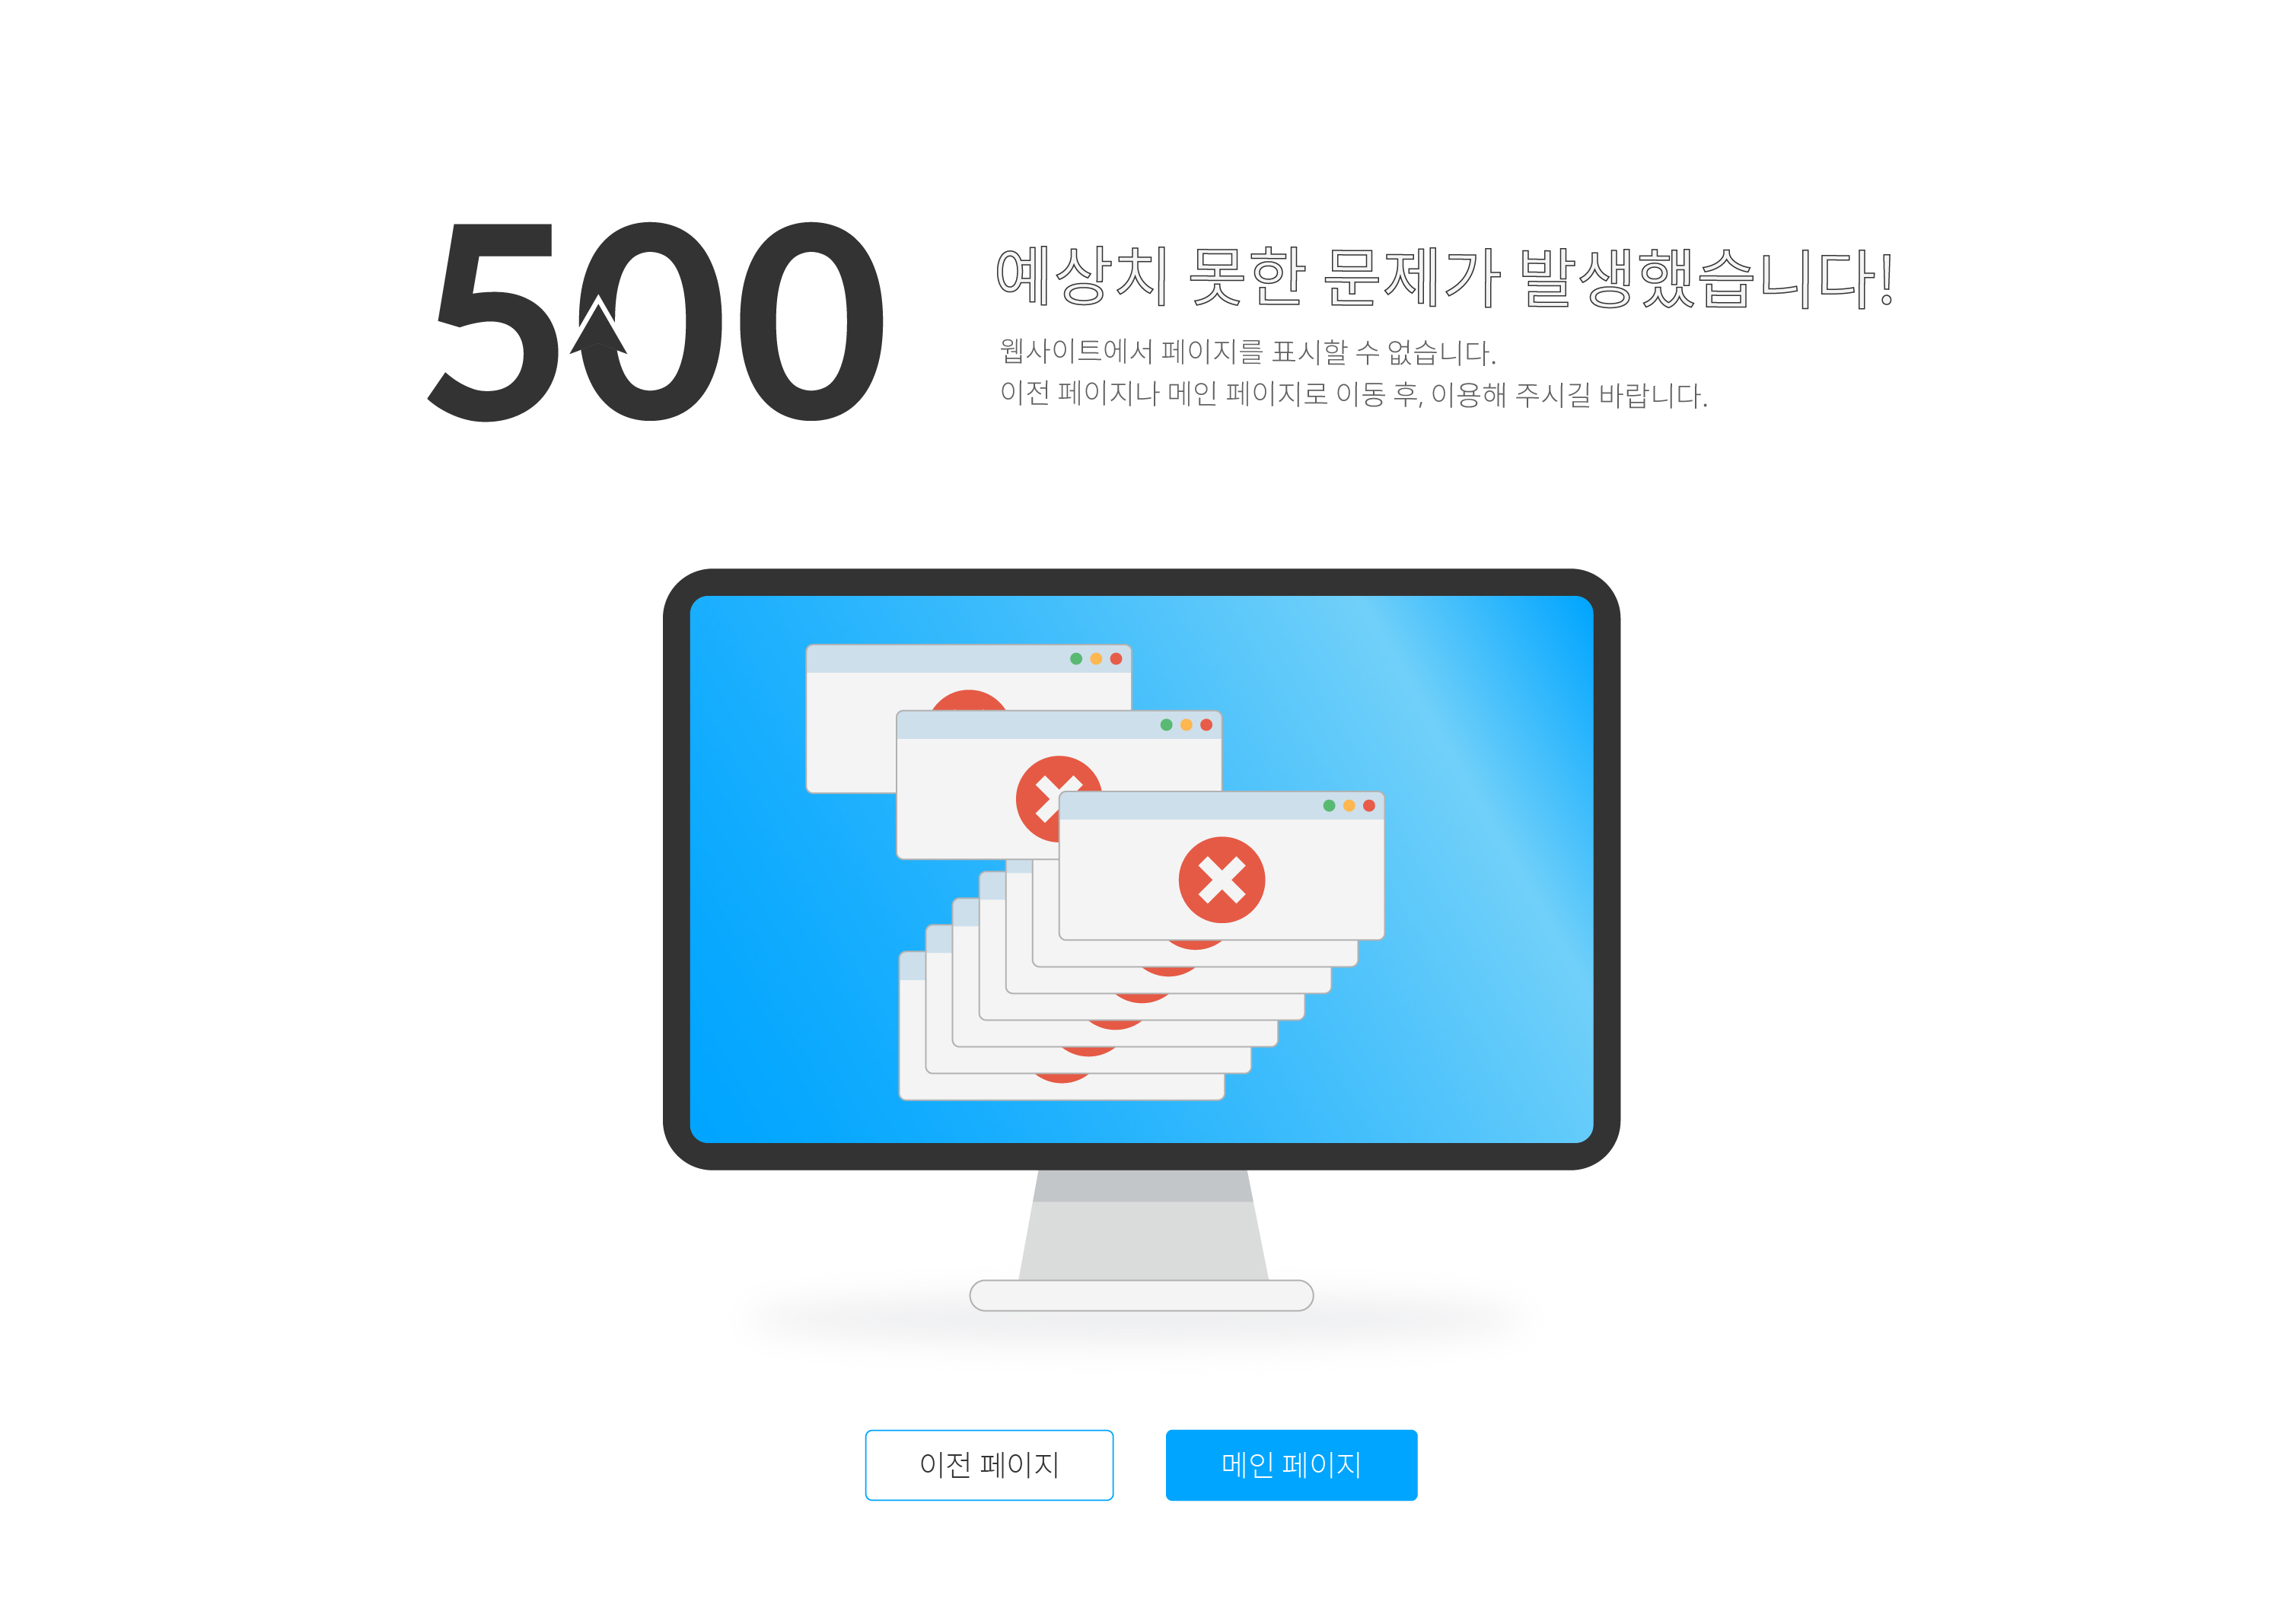 500
예상치 못한 문제가 발생했습니다!
웹사이트에서 페이지를 표시할 수 없습니다.
이전 페이지나 메인 페이지로 이동 후, 이용해 주시길 바랍니다.
이전 페이지
메인 페이지